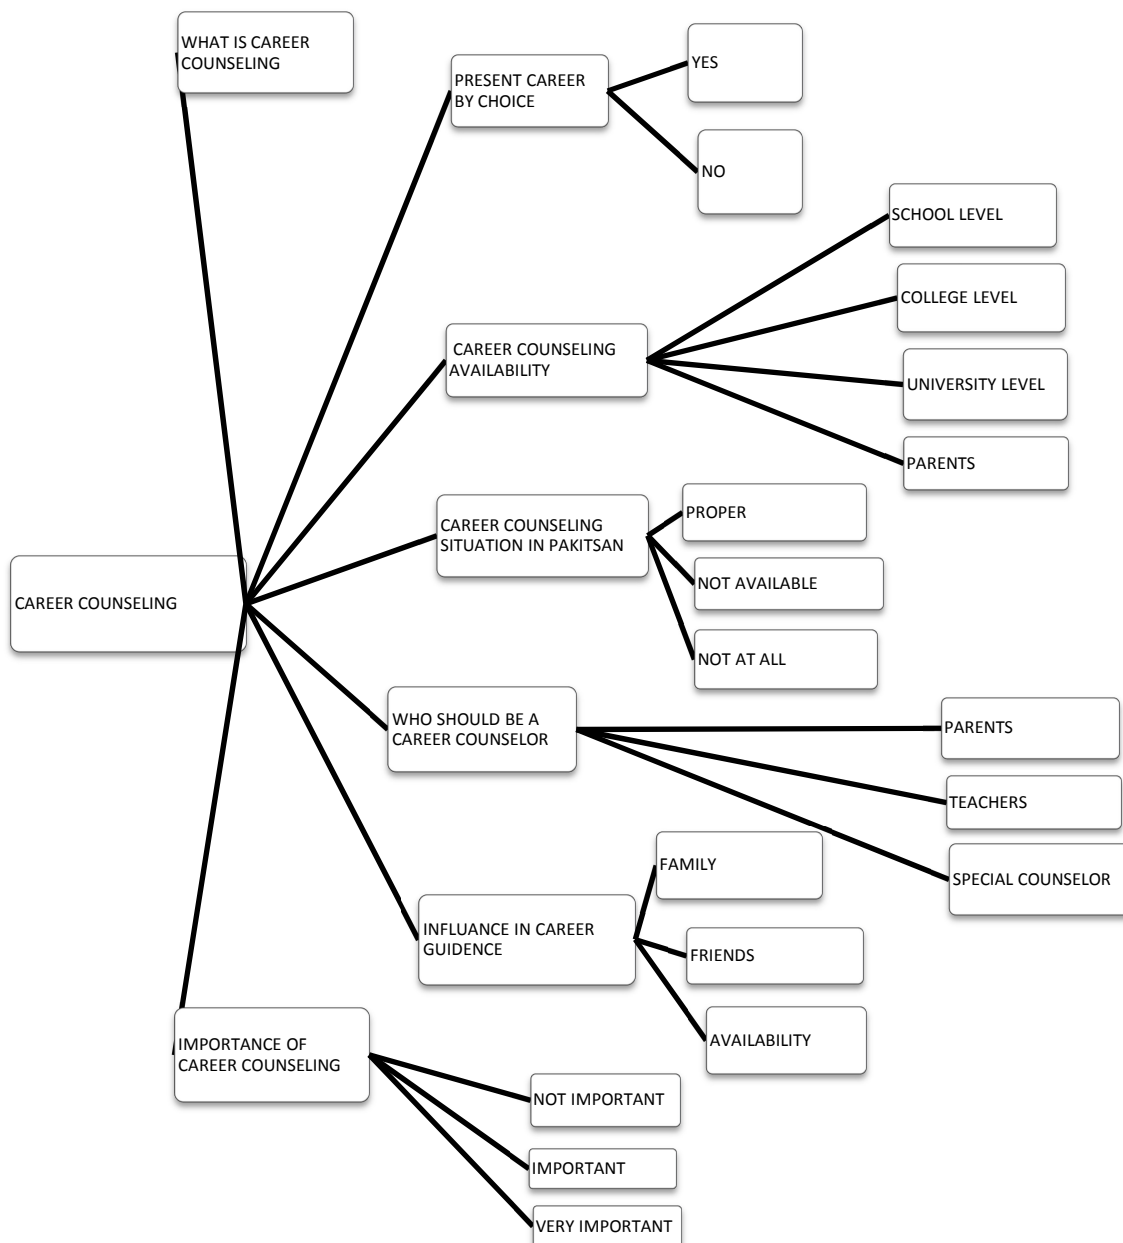 WHAT IS CAREER
COUNSELING
PRESENT CAREER
BY CHOICE
YES
NO
SCHOOL LEVEL
COLLEGE LEVEL
CAREER COUNSELING
AVAILABILITY
UNIVERSITY LEVEL
PARENTS
CAREER COUNSELING
SITUATION IN PAKITSAN
PROPER
NOT AVAILABLE
NOT AT ALL
CAREER COUNSELING
WHO SHOULD BE A
CAREER COUNSELOR
PARENTS
TEACHERS
SPECIAL COUNSELOR
INFLUANCE IN CAREER
GUIDENCE
FAMILY
FRIENDS
AVAILABILITY
IMPORTANCE OF
CAREER COUNSELING
NOT IMPORTANT
IMPORTANT
VERY IMPORTANT